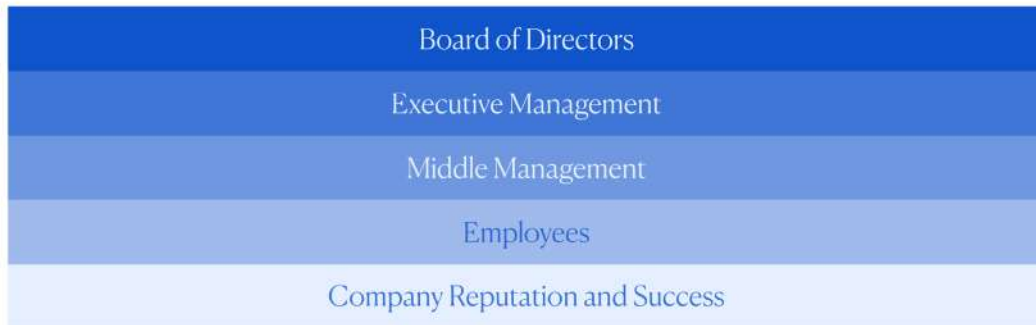 Board of Directors
Executive Management
Middle Management
Employees
Company Reputation and Success